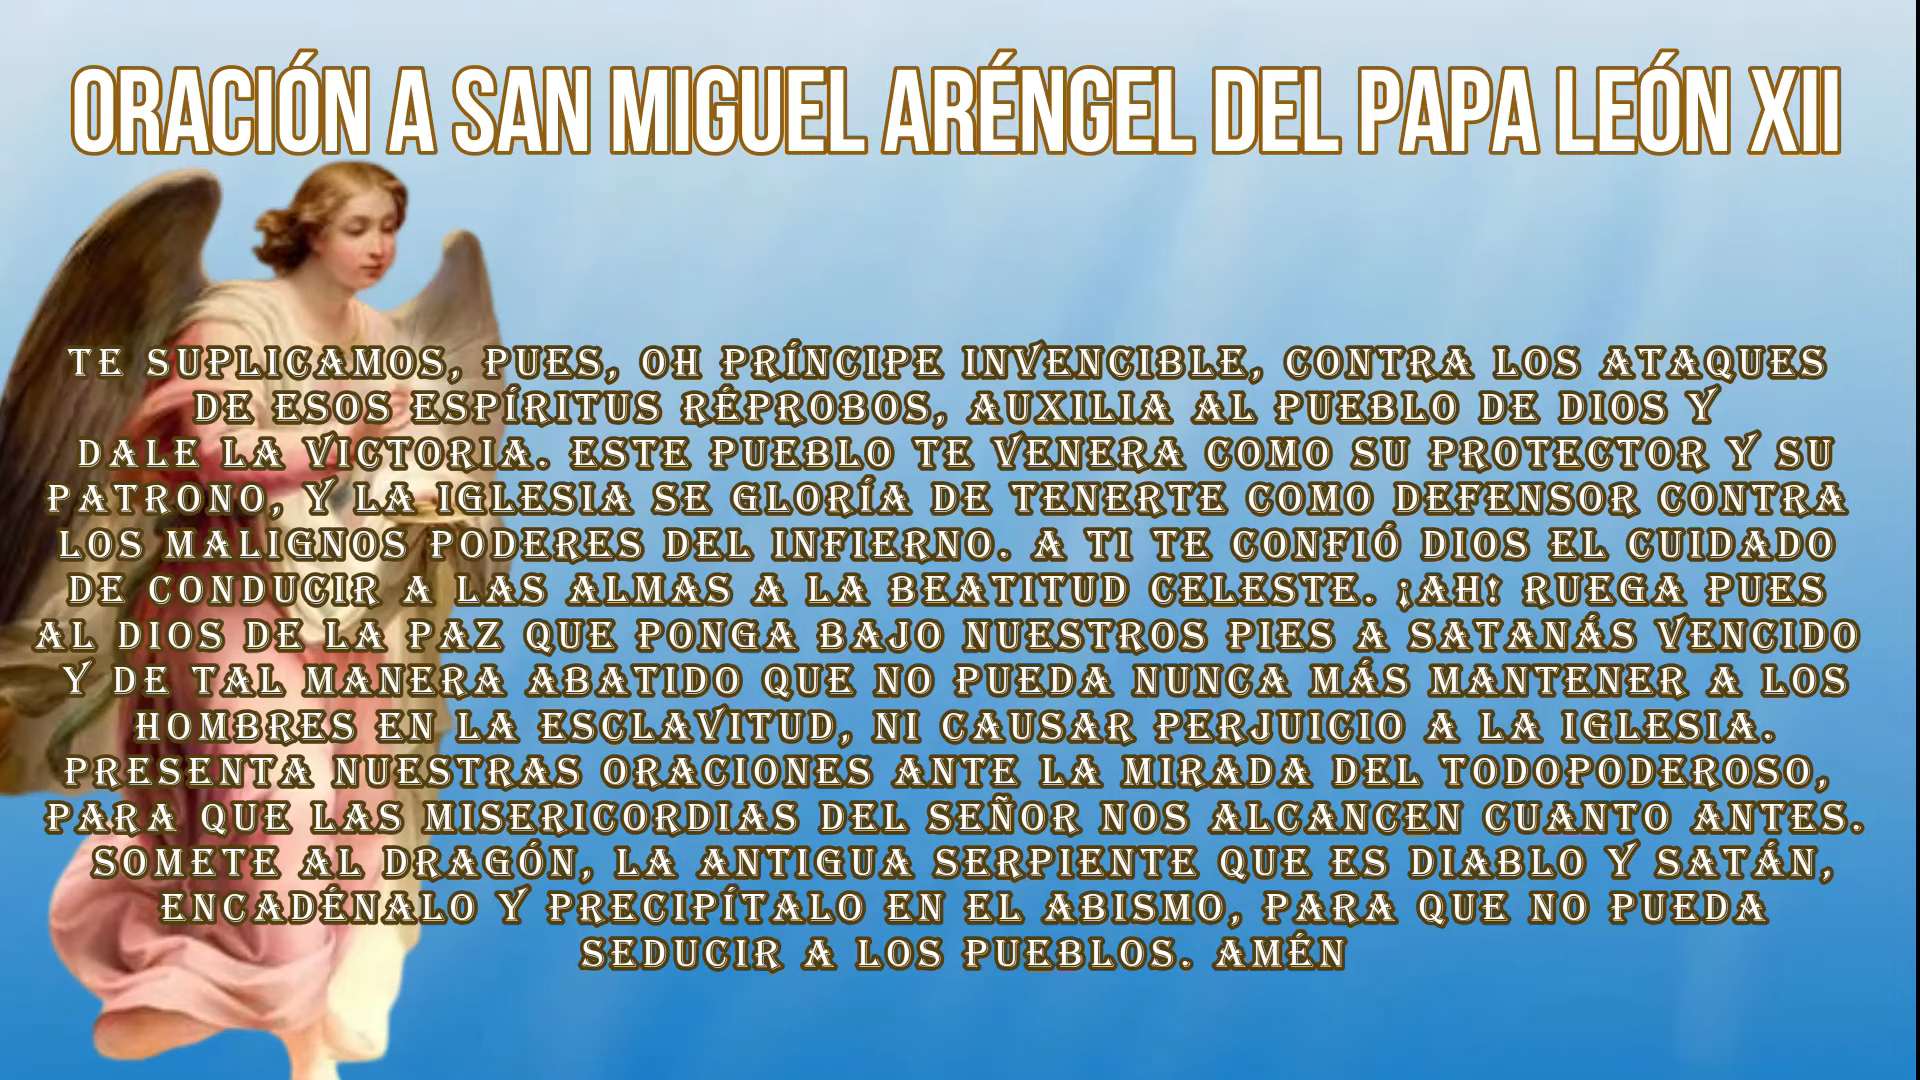 ORACIÓN A SAN MIGUEL ARÉNGEL DEL PAPA LEÓN XII
TE SUPLICAMOS, PUES, OH PRÍNCIPE INVENCIBLE, CONTRA LOS ATAQUES
DE ESOS ESPÍRITUS RÉPROBOS, AUXILIA AL PUEBLO DE DIOS Y
DALE LA VICTORIA. ESTE PUEBLO TE VENERA COMO SU PROTECTOR Y SU
PATRONO, Y LA IGLESIA SE GLORÍA DE TENERTE COMO DEFENSOR CONTRA
LOS MALIGNOS PODERES DEL INFIERNO. A TI TE CONFIÓ DIOS EL CUIDADO
DE CONDUCIR A LAS ALMAS A LA BEATITUD CELESTE. ¡AH! RUEGA PUES
AL DIOS DE LA PAZ QUE PONGA BAJO NUESTROS PIES A SATANÁS VENCIDO
Y DE TAL MANERA ABATIDO QUE NO PUEDA NUNCA MÁS MANTENER A LOS
HOMBRES EN LA ESCLAVITUD, NI CAUSAR PERJUICIO A LA IGLESIA.
PRESENTA NUESTRAS ORACIONES ANTE LA MIRADA DEL TODOPODEROSO,
PARA QUE LAS MISERICORDIAS DEL SEÑOR NOS ALCANCEN CUANTO ANTES.
SOMETE AL DRAGÓN, LA ANTIGUA SERPIENTE QUE ES DIABLO Y SATÁN,
ENCADÉNALO Y PRECIPÍTALO EN EL ABISMO, PARA QUE NO PUEDA
SEDUCIR A LOS PUEBLOS. AMÉN